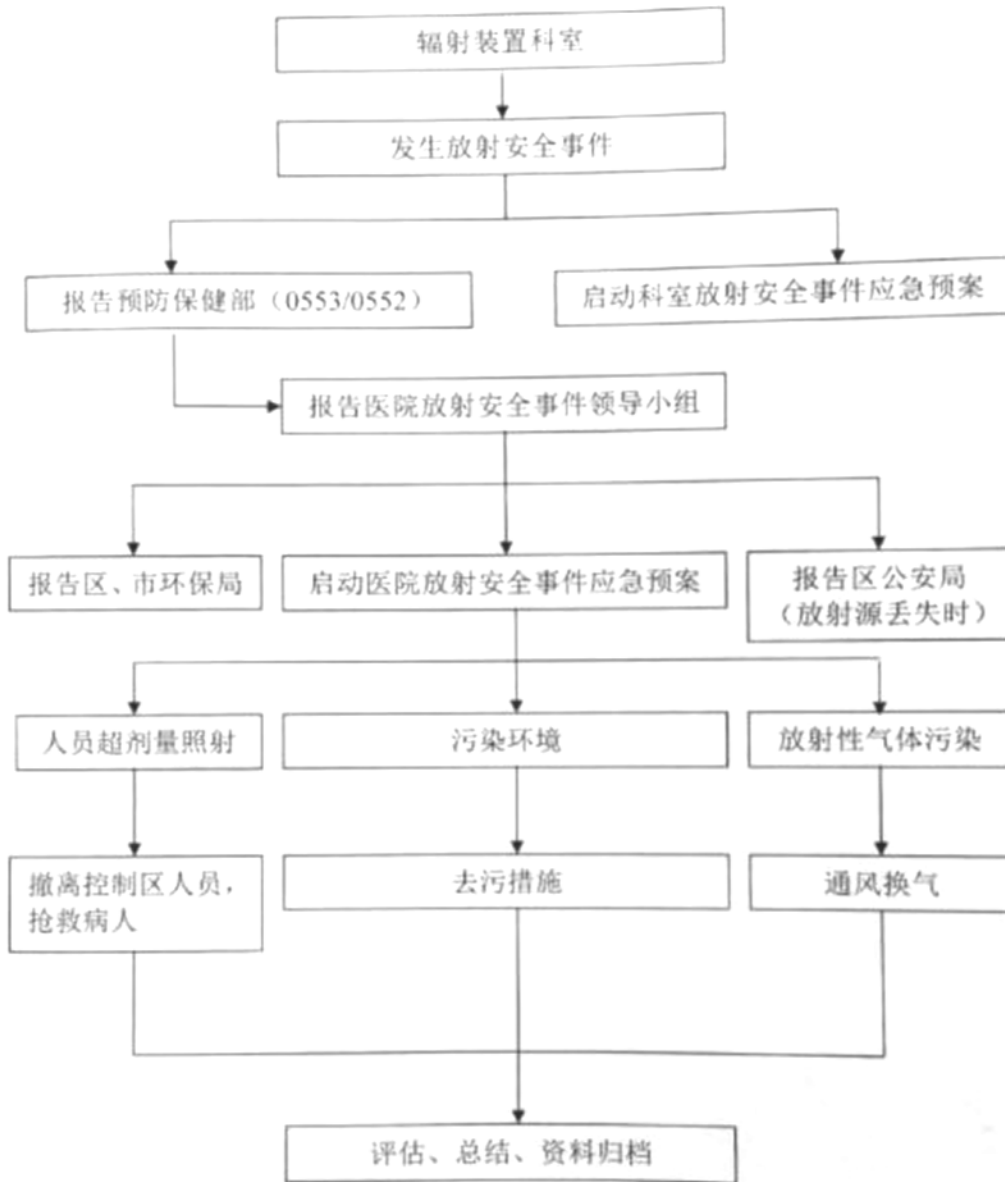 辐射装置科室
发生放射安全事件
报告预防保健部（0553/0552）
启动科室放射安全事件应急预案
报告医院放射安全事件领导小组
报告区、市环保局
启动医院放射安全事件应急预案
报告区公安局
（放射源丢失时）
人员超剂量照射
污染环境
放射性气体污染
撤离控制区人员，
抢救病人
去污措施
通风换气
评估、总结、资料归档